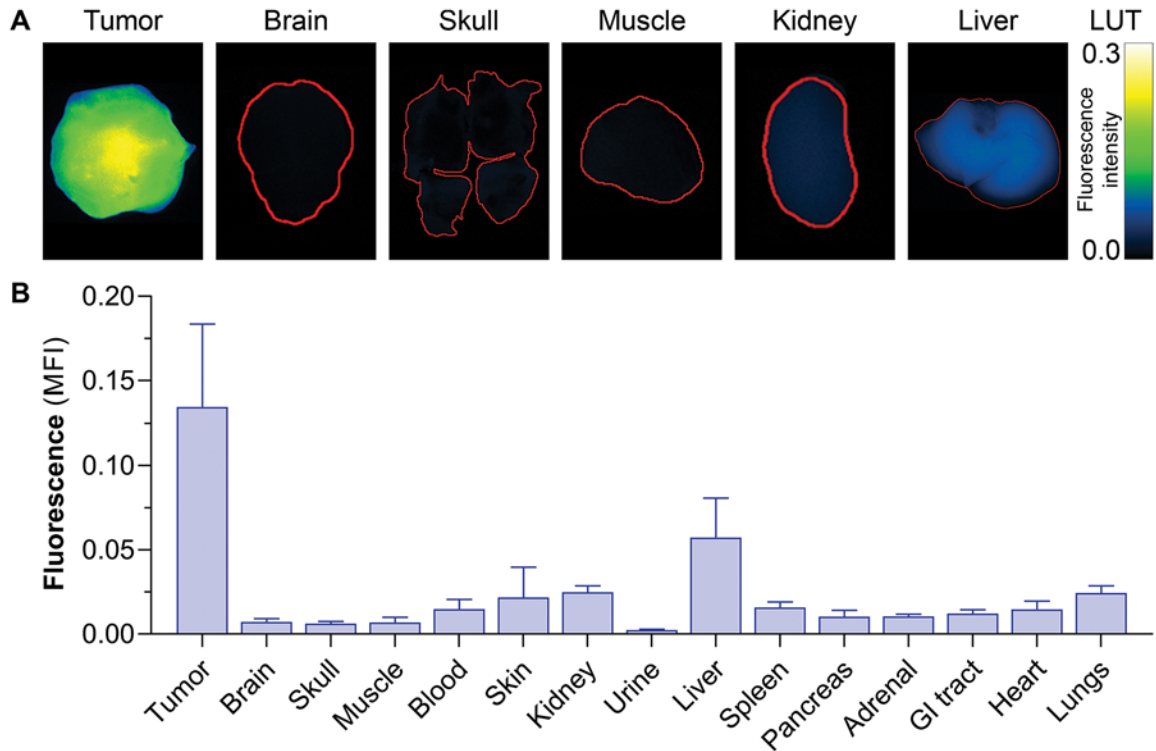 A Tumor Brain Skull Muscle Kidney Liver LUT
0.3
Fluorescence
intensity
0.0
B
0.20
0.15
0.10
0.05
0.00
Fluorescence (MFI)
Tumor
Brain
Skull
Muscle
Blood
Skin
Kidney
Urine
Liver
Spleen
Pancreas
Adrenal
GI tract
Heart
Lungs